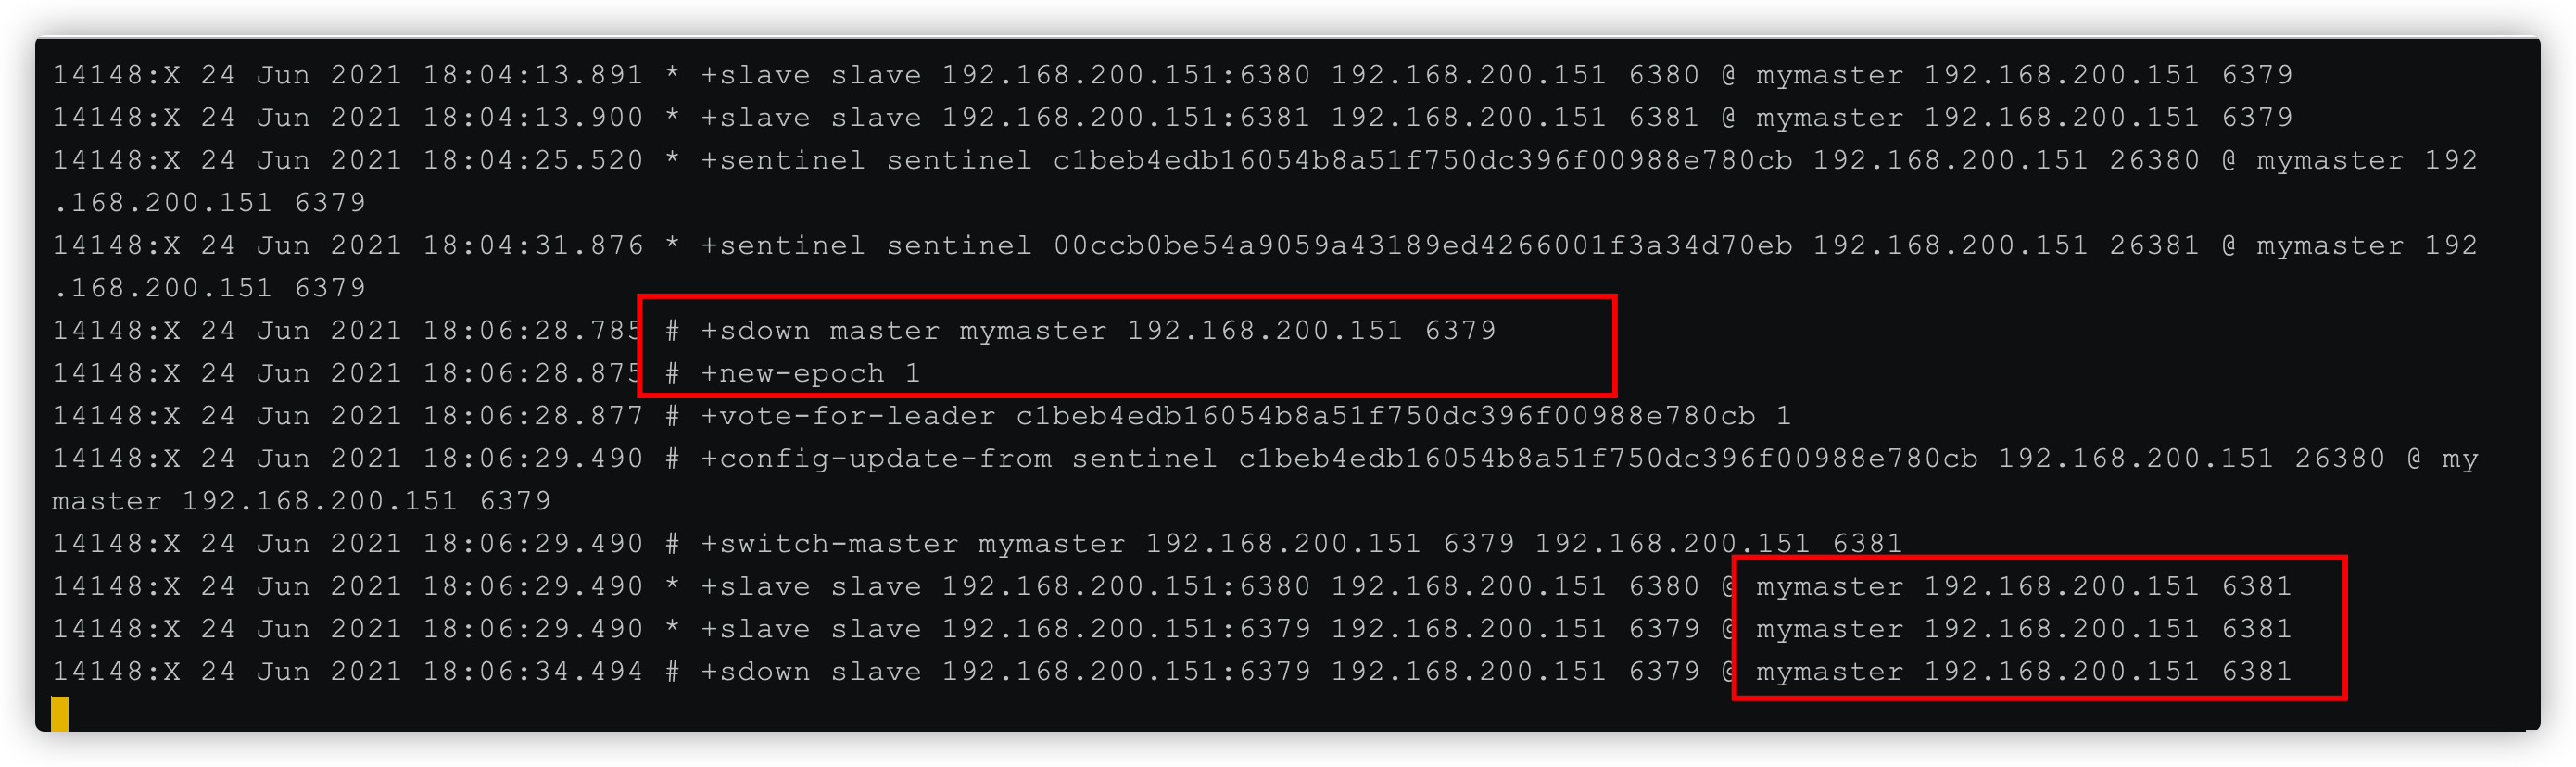 14148:X 24 Jun 2021 18:04:13.891 * +slave slave 192.168.200.151:6380 192.168.200.151 6380 @ mymaster 192.168.200.151 6379
14148:X 24 Jun 2021 18:04:13.900 * +slave slave 192.168.200.151:6381 192.168.200.151 6381 @ mymaster 192.168.200.151 6379
14148:X 24 Jun 2021 18:04:25.520 * +sentinel sentinel c1beb4edb16054b8a51f750dc396f00988e780cb 192.168.200.151 26380 @ mymaster 192
.168.200.151 6379
14148:X 24 Jun 2021 18:04:31.876 * +sentinel sentinel 00ccb0be54a9059a43189ed4266001f3a34d70eb 192.168.200.151 26381 @ mymaster 192
.168.200.151 6379
14148:X 24 Jun 2021 18:06:28.785 # +sdown master mymaster 192.168.200.151 6379
14148:X 24 Jun 2021 18:06:28.875 # +new-epoch 1
14148:X 24 Jun 2021 18:06:28.877 # +vote-for-leader c1beb4edb16054b8a51f750dc396f00988e780cb 1
14148:X 24 Jun 2021 18:06:29.490 # +config-update-from sentinel c1beb4edb16054b8a51f750dc396f00988e780cb 192.168.200.151 26380 @ my
master 192.168.200.151 6379
14148:X 24 Jun 2021 18:06:29.490 # +switch-master mymaster 192.168.200.151 6379 192.168.200.151 6381
14148:X 24 Jun 2021 18:06:29.490 * +slave slave 192.168.200.151:6380 192.168.200.151 6380 @ mymaster 192.168.200.151 6381
14148:X 24 Jun 2021 18:06:29.490 * +slave slave 192.168.200.151:6379 192.168.200.151 6379 @ mymaster 192.168.200.151 6381
14148:X 24 Jun 2021 18:06:34.494 # +sdown slave 192.168.200.151:6379 192.168.200.151 6379 @ mymaster 192.168.200.151 6381